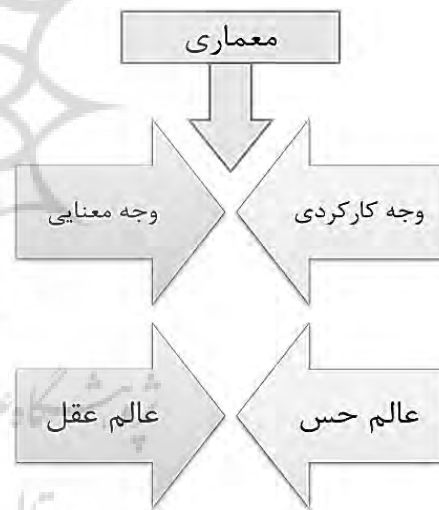 معماری
وجه کارکردی
وجه معنایی
عالم حس
عالم عقل